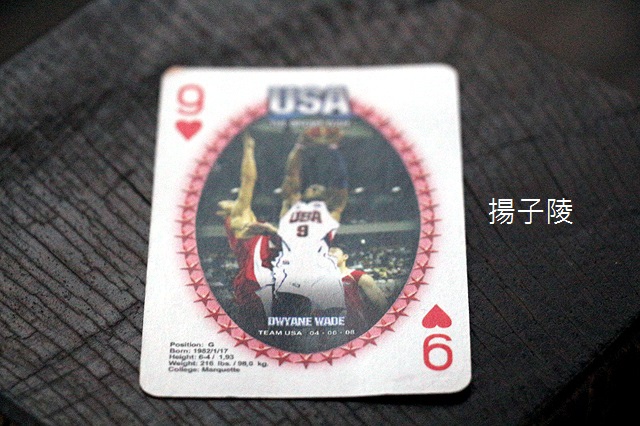 9
USA
USA
9
揚子陵
DWYANE WADE
TEAM USA 04 - 06 - 08
Position: G
Born: 1982/1/17
Height: 6-4 / 1,93
Weight: 216 lbs. / 98,0 kg.
College: Marquette
9